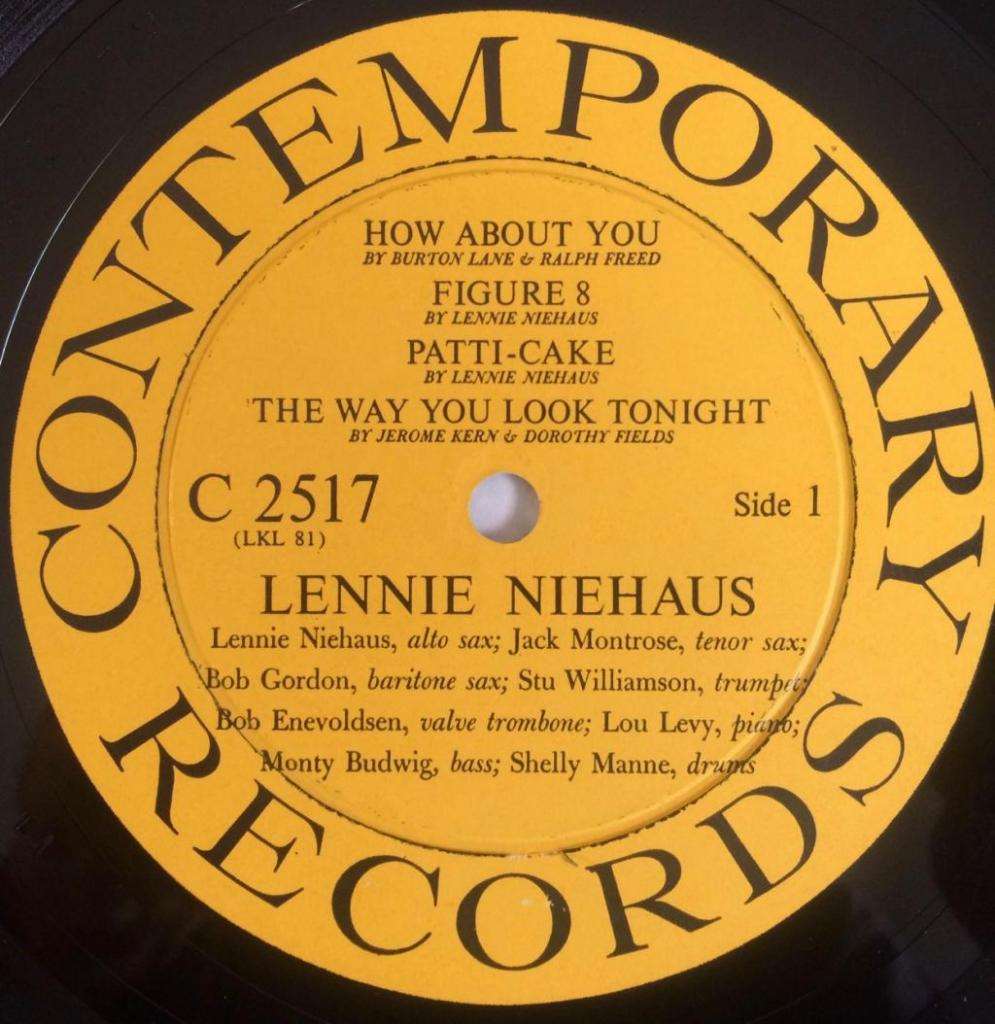 CONTEMPORARY
HOW ABOUT YOU
BY BURTON LANE & RALPH FREED
FIGURE 8
BY LENNIE NIEHAUS
PATTI-CAKE
BY LENNIE NIEHAUS
THE WAY YOU LOOK TONIGHT
BY JEROME KERN & DOROTHY FIELDS
C 2517
(LKL 81)
Side 1
LENNIE NIEHAUS
Lennie Niehaus, alto sax; Jack Montrose, tenor sax;
Bob Gordon, baritone sax; Stu Williamson, trumpet;
Bob Enevoldsen, valve trombone; Lou Levy, piano;
Monty Budwig, bass; Shelly Manne, drums
RECORDS